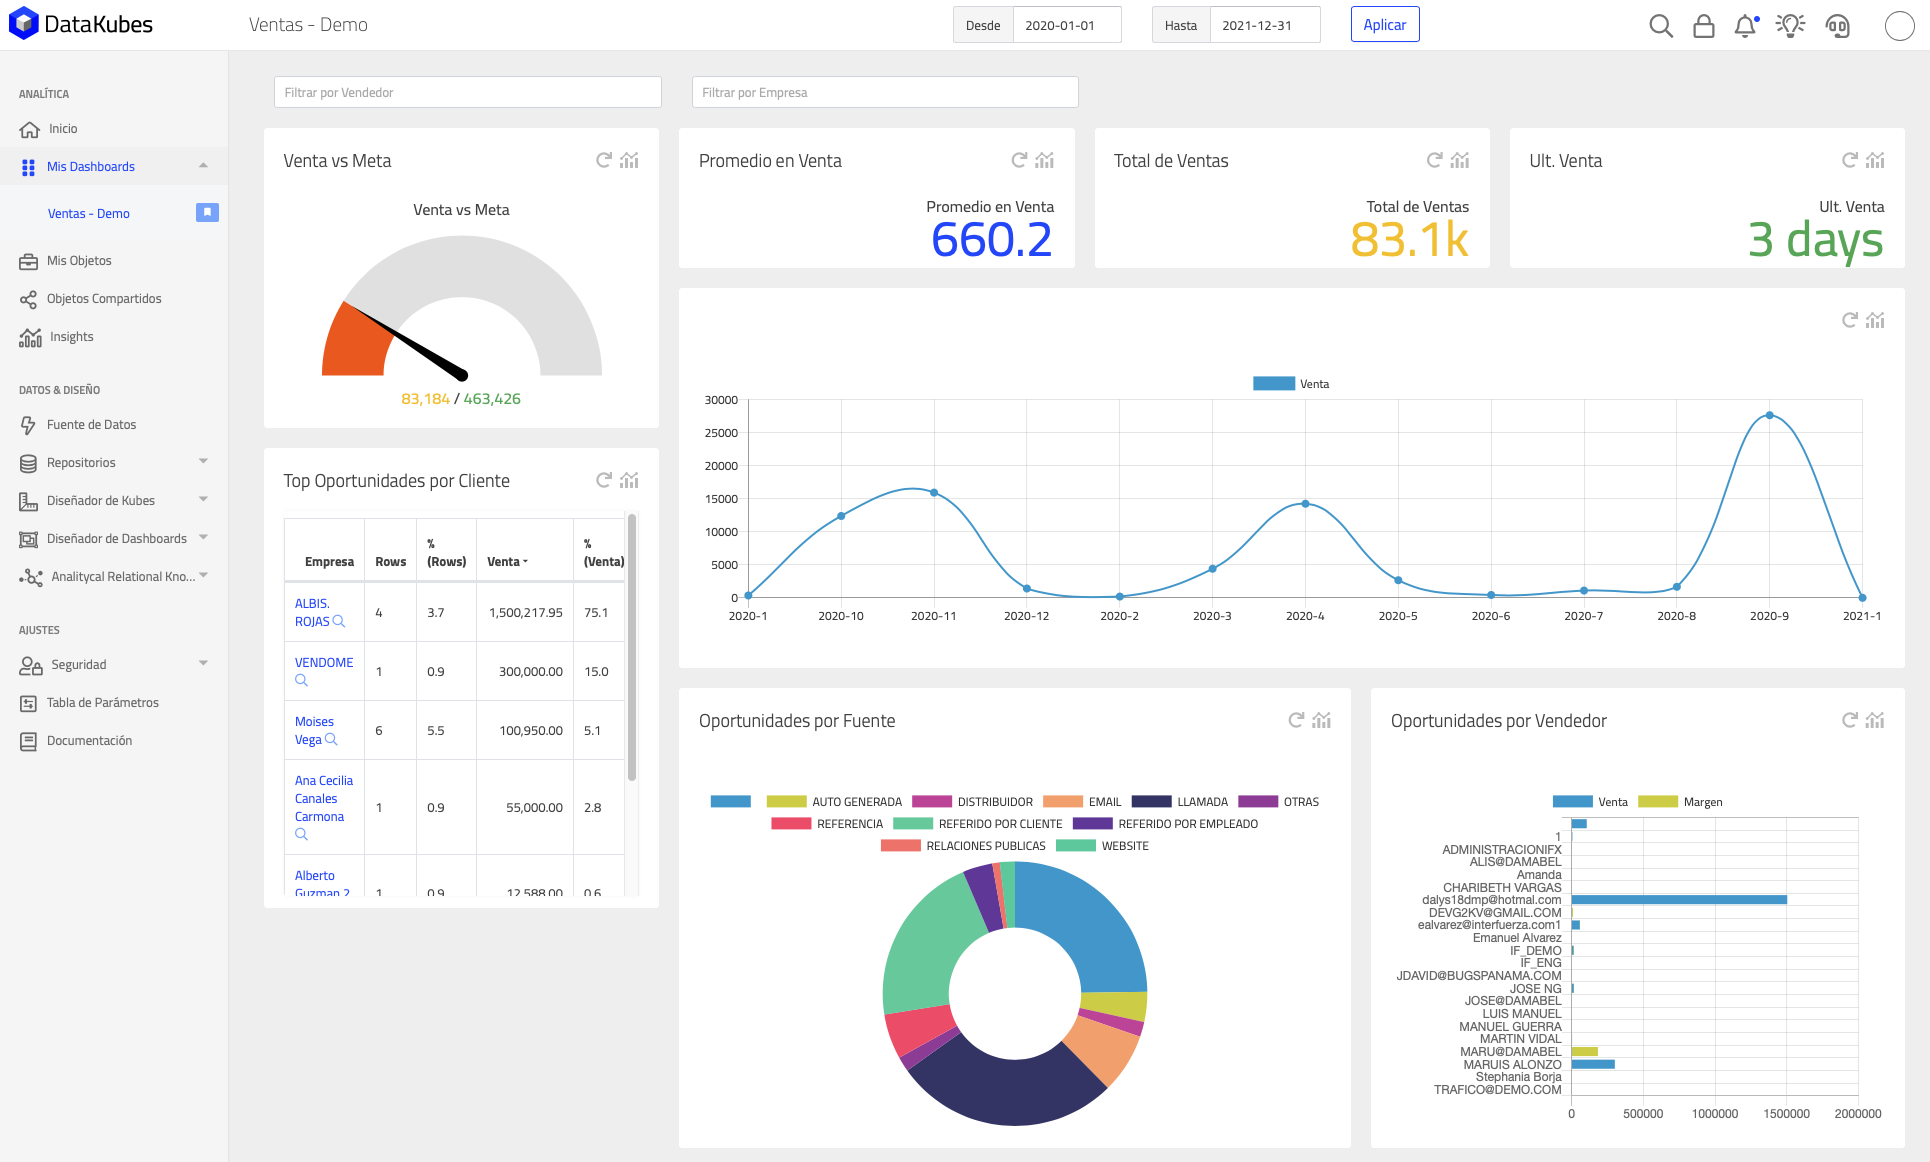 DataKubes
Ventas - Demo
Desde
2020-01-01
Hasta
2021-12-31
Aplicar
ANALÍTICA
Inicio
Mis Dashboards
Ventas - Demo
Mis Objetos
Objetos Compartidos
Insights
DATOS & DISEÑO
Fuente de Datos
Repositorios
Diseñador de Kubes
Diseñador de Dashboards
Analitycal Relational Kno...
AJUSTES
Seguridad
Tabla de Parámetros
Documentación
Filtrar por Vendedor
Filtrar por Empresa
Venta vs Meta
Venta vs Meta
83,184 / 463,426
Promedio en Venta
Promedio en Venta
660.2
Total de Ventas
Total de Ventas
83.1k
Ult. Venta
Ult. Venta
3 days
Venta
30000
25000
20000
15000
10000
5000
0
2020-1 2020-10 2020-11 2020-12 2020-2 2020-3 2020-4 2020-5 2020-6 2020-7 2020-8 2020-9 2021-1
Top Oportunidades por Cliente
Empresa Rows % (Rows) Venta % (Venta)
ALBIS. ROJAS 4 3.7 1,500,217.95 75.1
VENDOME 1 0.9 300,000.00 15.0
Moises Vega 6 5.5 100,950.00 5.1
Ana Cecilia Canales Carmona 1 0.9 55,000.00 2.8
Alberto Guzman 2 1 0.9 12,588.00 0.6
Oportunidades por Fuente
AUTO GENERADA DISTRIBUIDOR EMAIL LLAMADA OTRAS
REFERENCIA REFERIDO POR CLIENTE REFERIDO POR EMPLEADO
RELACIONES PUBLICAS WEBSITE
Oportunidades por Vendedor
Venta Margen
1
ADMINISTRACIONIFX
ALIS@DAMABEL
Amanda
CHARIBETH VARGAS
dalys18dmp@hotmal.com
DEVG2KV@GMAIL.COM
ealvarez@interfuerza.com1
Emanuel Alvarez
IF_DEMO
IF_ENG
JDAVID@BUGSPANAMA.COM
JOSE NG
JOSE@DAMABEL
LUIS MANUEL
MANUEL GUERRA
MARTIN VIDAL
MARU@DAMABEL
MARUIS ALONZO
Stephania Borja
TRAFICO@DEMO.COM
0 500000 1000000 1500000 2000000